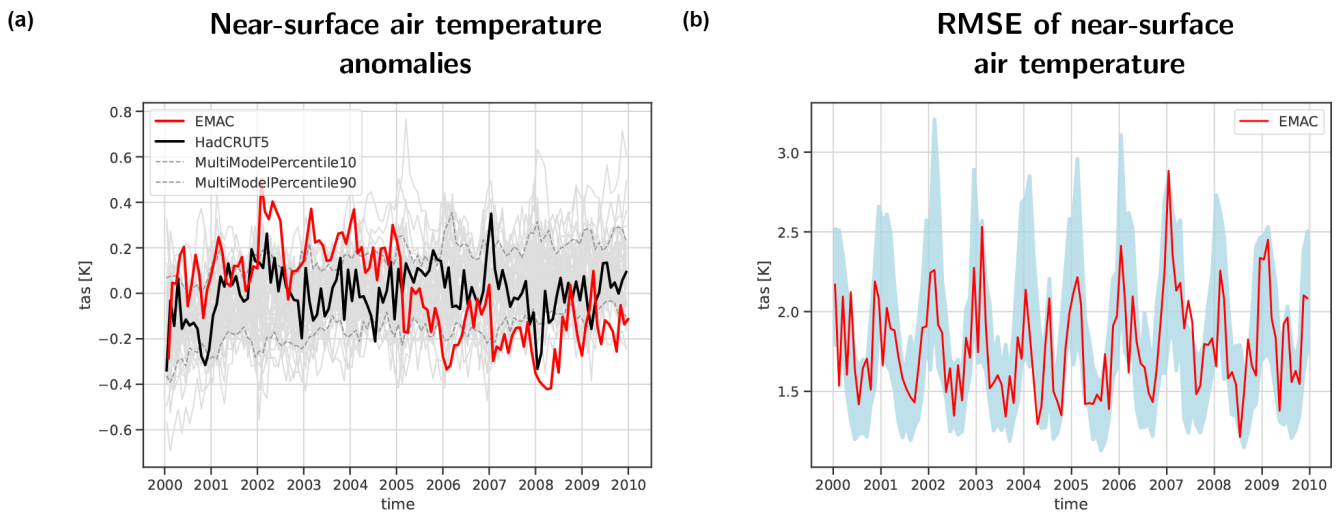 (a)
Near-surface air temperature
anomalies
0.8
0.6
0.4
0.2
0.0
−0.2
−0.4
−0.6
tas [K]
EMAC
HadCRUT5
MultiModelPercentile10
MultiModelPercentile90
2000 2001 2002 2003 2004 2005 2006 2007 2008 2009 2010
time
(b)
RMSE of near-surface
air temperature
3.0
2.5
2.0
1.5
tas [K]
EMAC
2000 2001 2002 2003 2004 2005 2006 2007 2008 2009 2010
time